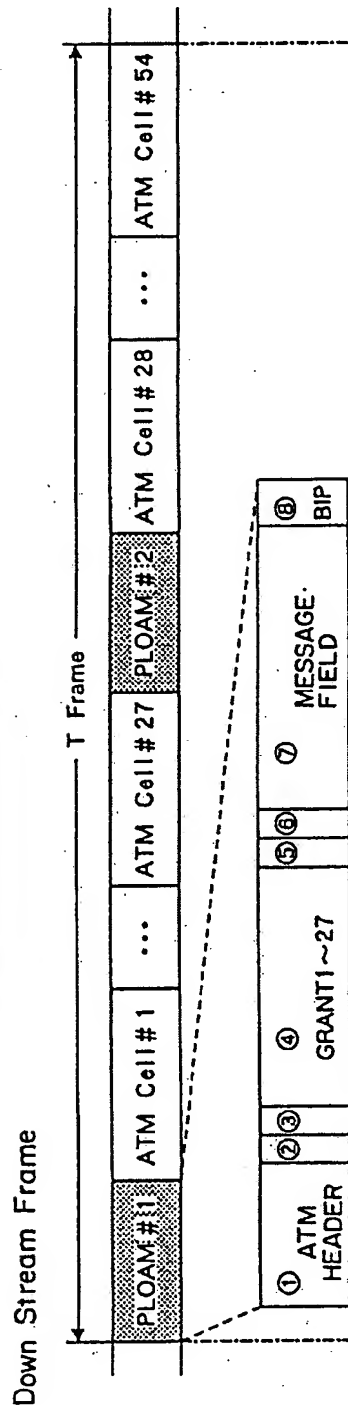 Down Stream Frame
T Frame
PLOAM#1 ATM Cell#1 ... ATM Cell#27 PLOAM#2 ATM Cell#28 ... ATM Cell#54
① ATM HEADER
②
③
④ GRANT1~27
⑤
⑥
⑦ MESSAGE FIELD
⑧ BIP